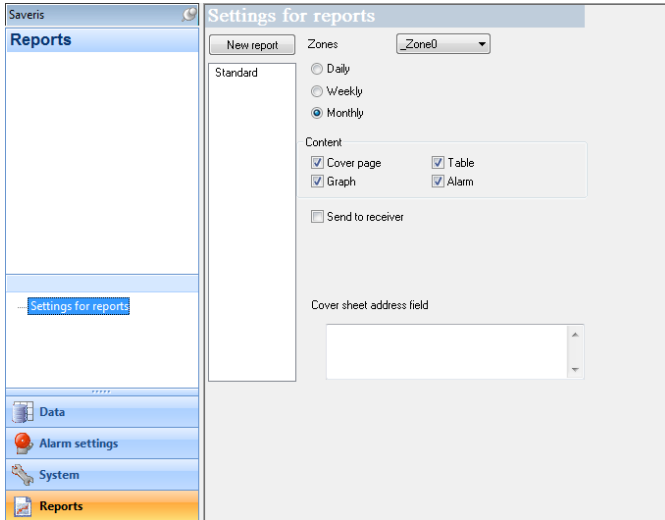 Saveris
Reports
Settings for reports
Data
Alarm settings
System
Reports
Settings for reports
New report
Standard
Zones
_Zone0
Daily
Weekly
Monthly
Content
Cover page
Table
Graph
Alarm
Send to receiver
Cover sheet address field